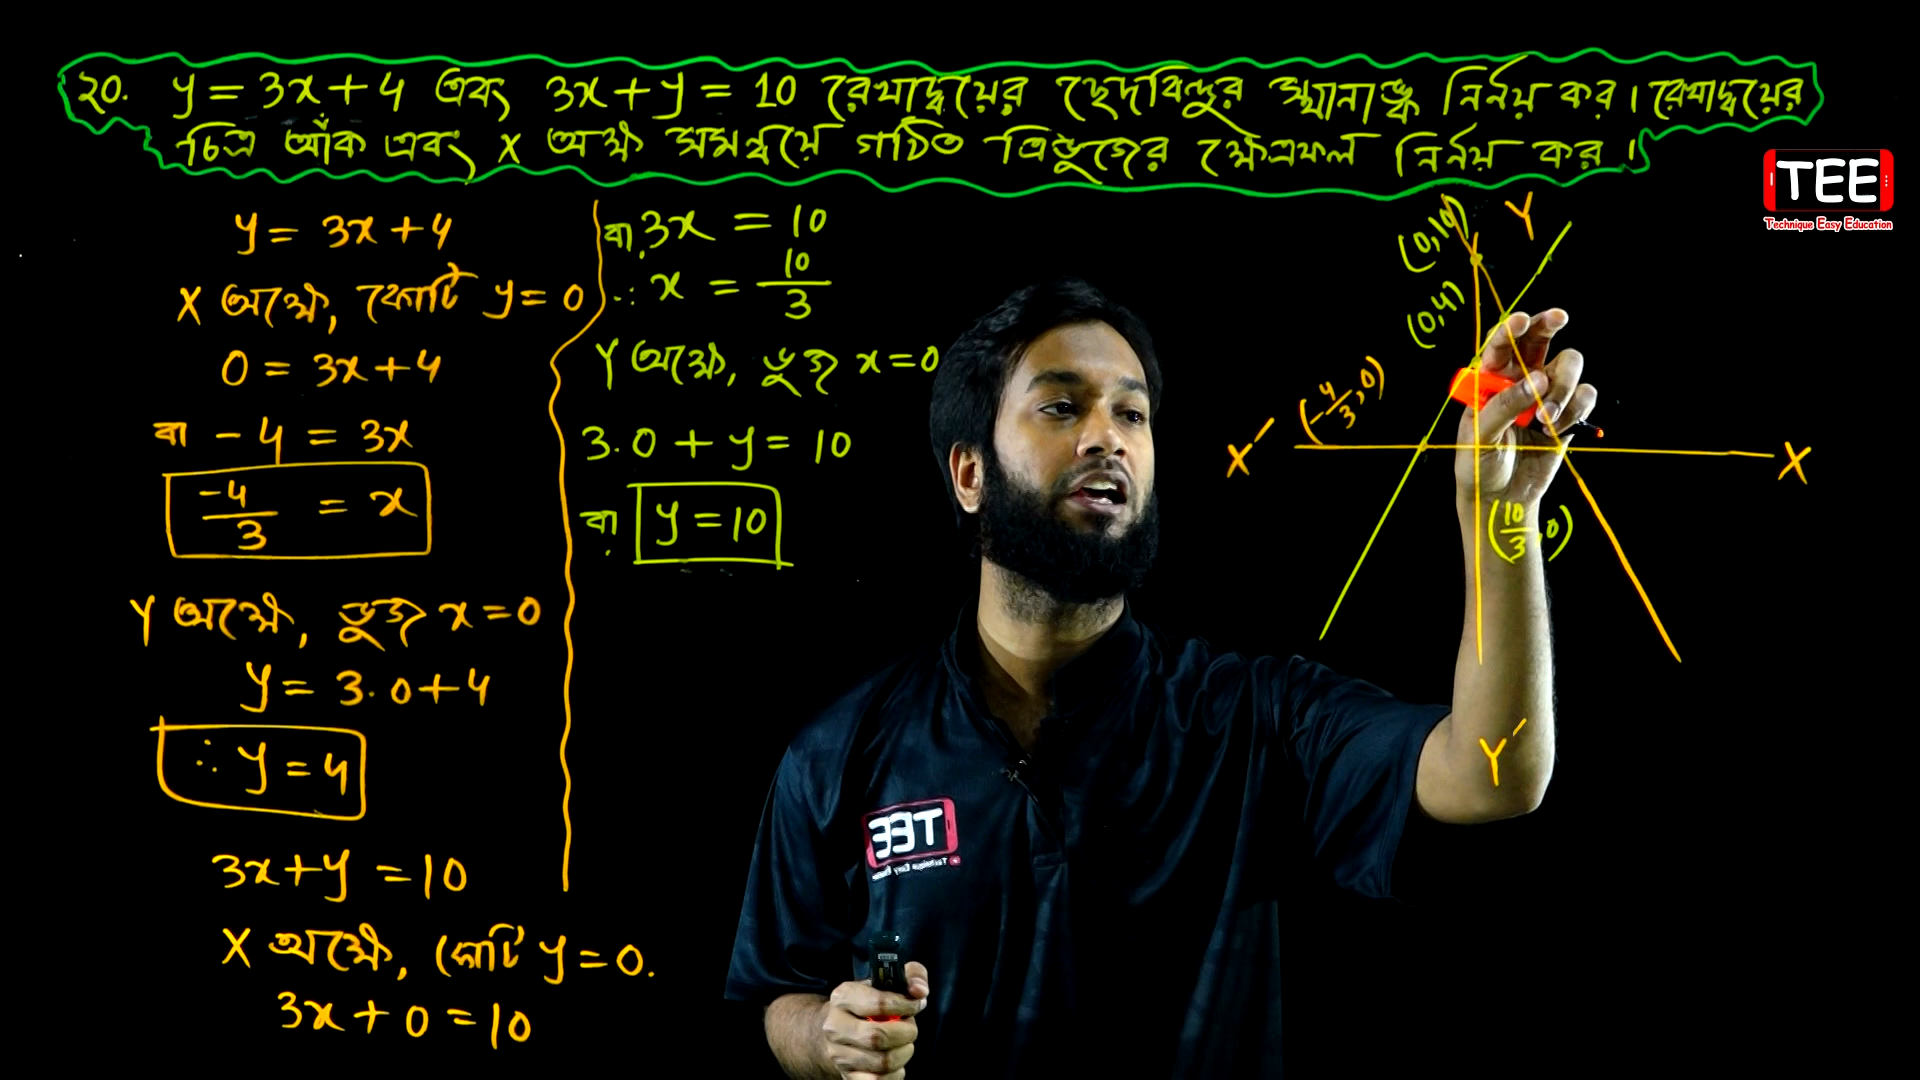 ২০. y = 3x + 4 এবং 3x + y = 10 রেখাদ্বয়ের ছেদবিন্দুর স্থানাঙ্ক নির্নয় কর। রেখাদ্বয়ের
চিত্র আঁক এবং X অক্ষ সমন্বয়ে গঠিত ত্রিভুজের ক্ষেত্রফল নির্নয় কর।
TEE
Technique Easy Education
y = 3x + 4
X অক্ষে, কোটি y = 0
0 = 3x + 4
বা - 4 = 3x
-4/3 = x
Y অক্ষে, ভুজ x = 0
y = 3.0 + 4
∴ y = 4
3x + y = 10
X অক্ষে, কোটি y = 0.
3x + 0 = 10
বা, 3x = 10
∴ x = 10/3
Y অক্ষে, ভুজ x = 0
3.0 + y = 10
বা, y = 10
Y
(0,10)
(0,4)
(-4/3, 0)
X′
X
(10/3, 0)
Y′
TEE